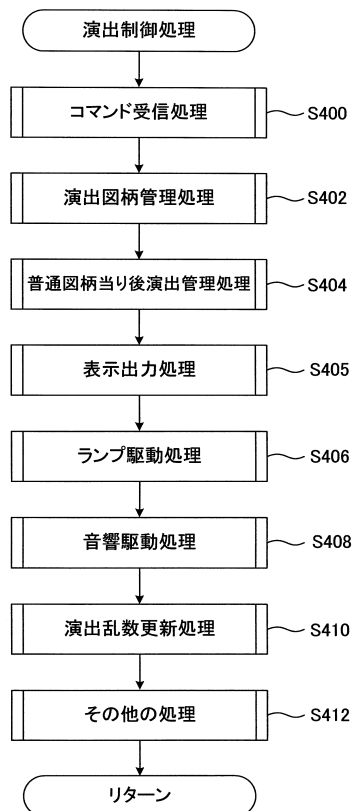 演出制御処理
コマンド受信処理 S400
演出図柄管理処理 S402
普通図柄当り後演出管理処理 S404
表示出力処理 S405
ランプ駆動処理 S406
音響駆動処理 S408
演出乱数更新処理 S410
その他の処理 S412
リターン